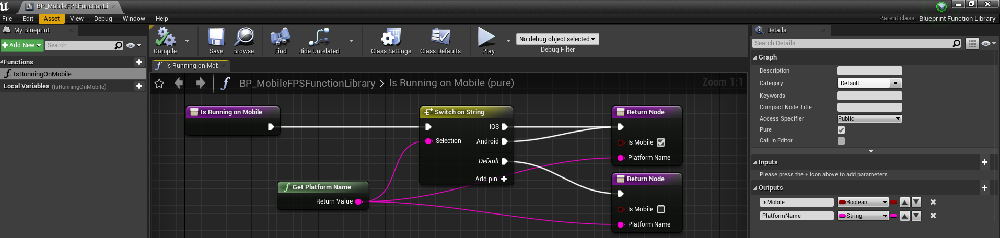 BP_MobileFPSFunctionLi
File Edit Asset View Debug Window Help
Parent class: Blueprint Function Library
My Blueprint
Add New
Search
Functions
IsRunningOnMobile
Local Variables (IsRunningOnMobile)
Compile
Save
Browse
Find
Hide Unrelated
Class Settings
Class Defaults
Play
No debug object selected
Debug Filter
Is Running on Mob
BP_MobileFPSFunctionLibrary > Is Running on Mobile (pure)
Zoom 1:1
Is Running on Mobile
Switch on String
IOS
Selection
Android
Default
Add pin
Get Platform Name
Return Value
Return Node
Is Mobile
Platform Name
Return Node
Is Mobile
Platform Name
Details
Search Details
Graph
Description
Category
Default
Keywords
Compact Node Title
Access Specifier
Public
Pure
Call In Editor
Inputs
Please press the + icon above to add parameters
Outputs
IsMobile
Boolean
PlatformName
String